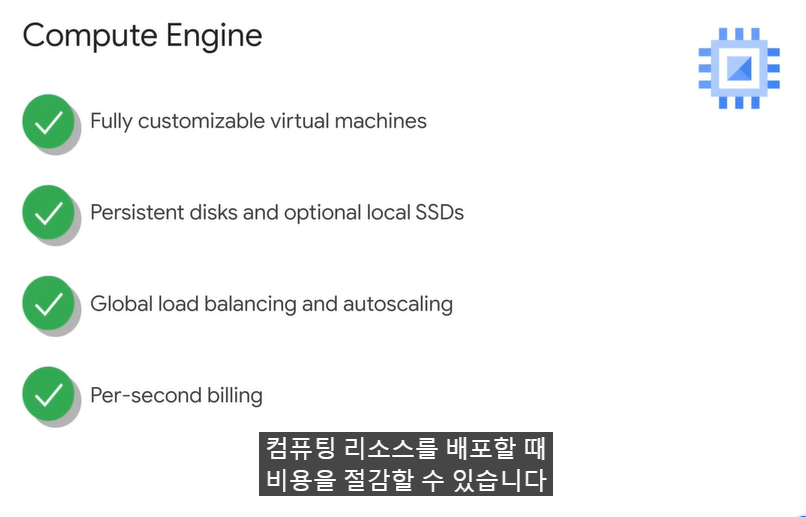 Compute Engine
Fully customizable virtual machines
Persistent disks and optional local SSDs
Global load balancing and autoscaling
Per-second billing
컴퓨팅 리소스를 배포할 때
비용을 절감할 수 있습니다